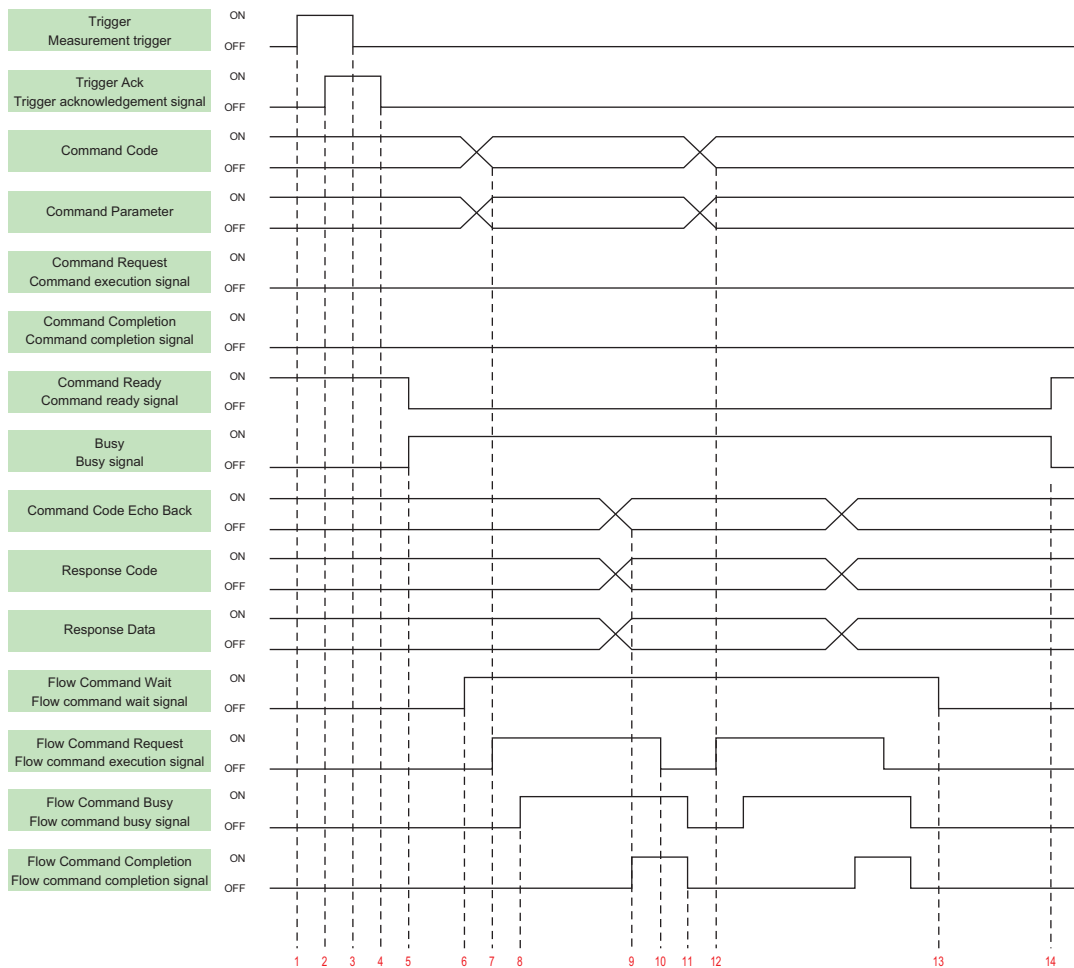 Trigger
Measurement trigger
ON
OFF
Trigger Ack
Trigger acknowledgement signal
ON
OFF
Command Code
ON
OFF
Command Parameter
ON
OFF
Command Request
Command execution signal
ON
OFF
Command Completion
Command completion signal
ON
OFF
Command Ready
Command ready signal
ON
OFF
Busy
Busy signal
ON
OFF
Command Code Echo Back
ON
OFF
Response Code
ON
OFF
Response Data
ON
OFF
Flow Command Wait
Flow command wait signal
ON
OFF
Flow Command Request
Flow command execution signal
ON
OFF
Flow Command Busy
Flow command busy signal
ON
OFF
Flow Command Completion
Flow command completion signal
ON
OFF
1 2 3 4 5 6 7 8 9 10 11 12 13 14